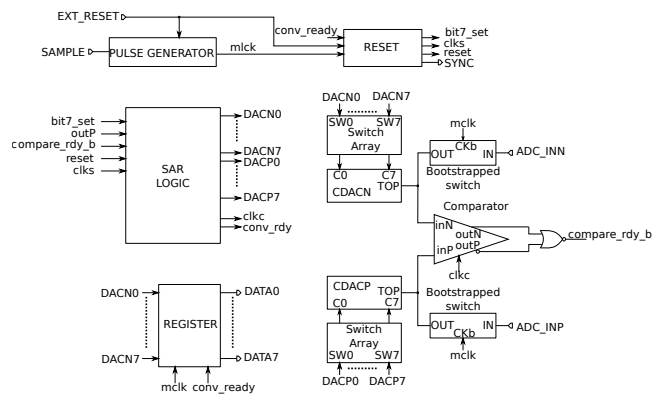 EXT_RESET
conv_ready
bit7_set
SAMPLE
PULSE GENERATOR
mlck
RESET
clks
reset
SYNC
bit7_set
outP
compare_rdy_b
reset
clks
SAR
LOGIC
DACN0
DACN7
DACP0
DACP7
clkc
conv_rdy
DACN0 DACN7
SW0 SW7
Switch
Array
C0 C7
TOP
CDACN
mclk
OUT CKb IN
ADC_INN
Bootstrapped
switch
Comparator
inN
outN
outP
inP
clkc
compare_rdy_b
CDACP
TOP
C0 C7
Switch
Array
SW0 SW7
DACP0 DACP7
Bootstrapped
switch
OUT IN
CKb
ADC_INP
mclk
DACN0
DACN7
REGISTER
DATA0
DATA7
mclk conv_ready